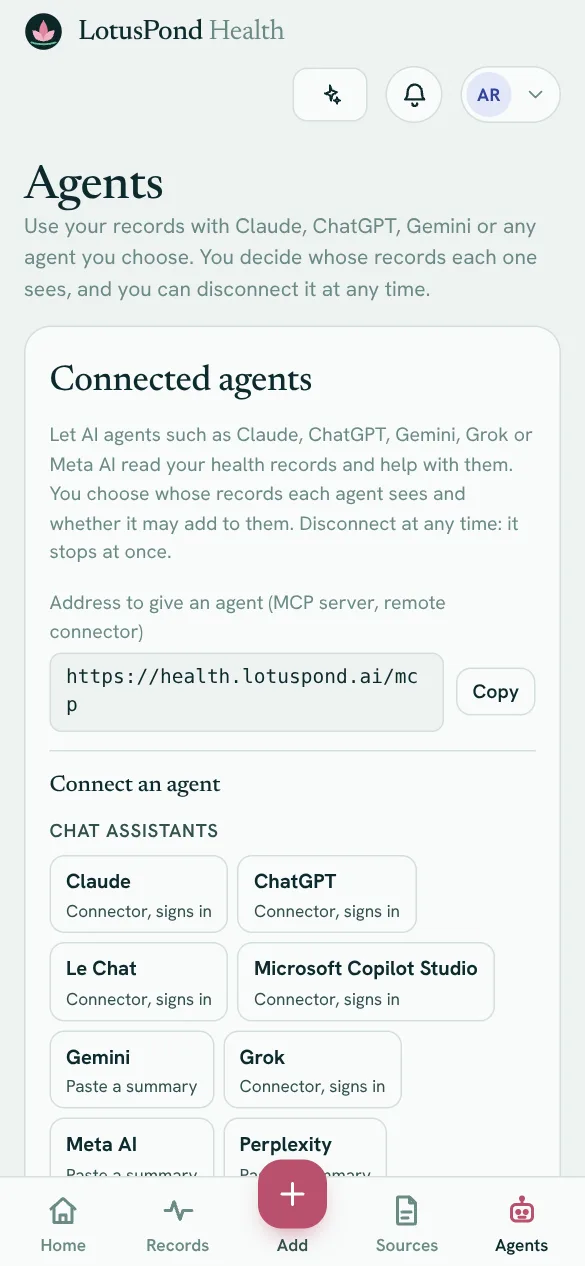 LotusPond Health
AR
Agents
Use your records with Claude, ChatGPT, Gemini or any
agent you choose. You decide whose records each one
sees, and you can disconnect it at any time.
Connected agents
Let AI agents such as Claude, ChatGPT, Gemini, Grok or
Meta AI read your health records and help with them.
You choose whose records each agent sees and
whether it may add to them. Disconnect at any time: it
stops at once.
Address to give an agent (MCP server, remote
connector)
https://health.lotuspond.ai/mc
p
Copy
Connect an agent
CHAT ASSISTANTS
Claude
Connector, signs in
ChatGPT
Connector, signs in
Le Chat
Connector, signs in
Microsoft Copilot Studio
Connector, signs in
Gemini
Paste a summary
Grok
Connector, signs in
Meta AI
Paste a summary
Perplexity
Home
Records
Add
Sources
Agents